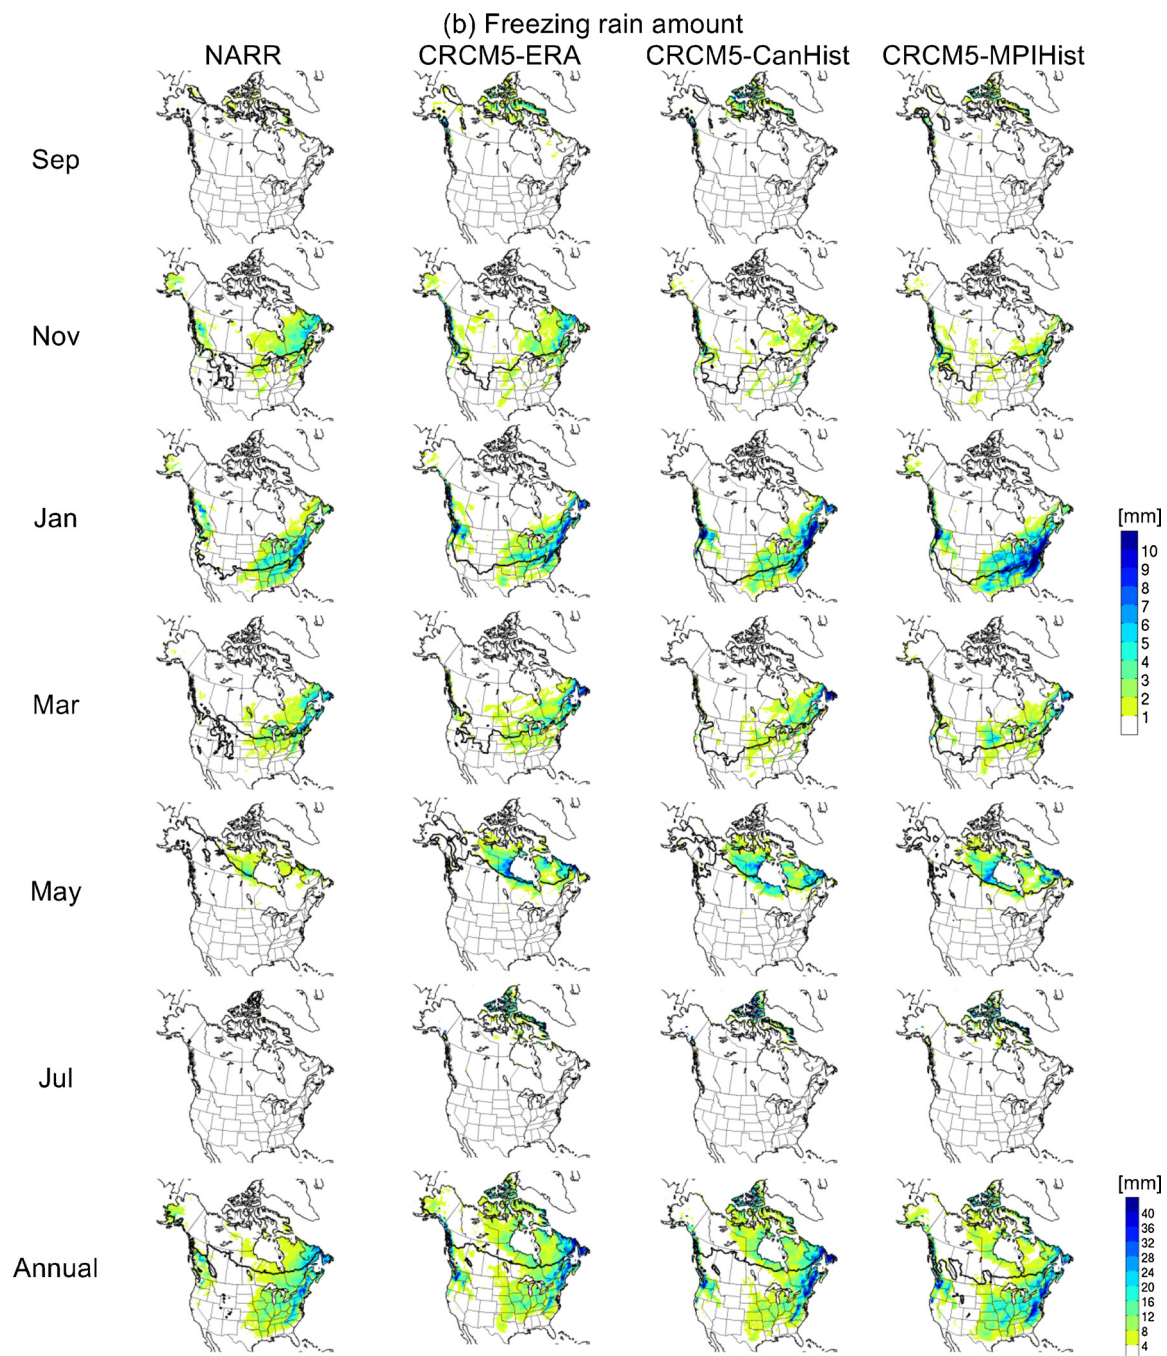 (b) Freezing rain amount
NARR CRCM5-ERA CRCM5-CanHist CRCM5-MPIHist
Sep
Nov
Jan
[mm]
10
9
8
7
6
5
4
3
2
1
Mar
May
Jul
Annual
[mm]
40
36
32
28
24
20
16
12
8
4